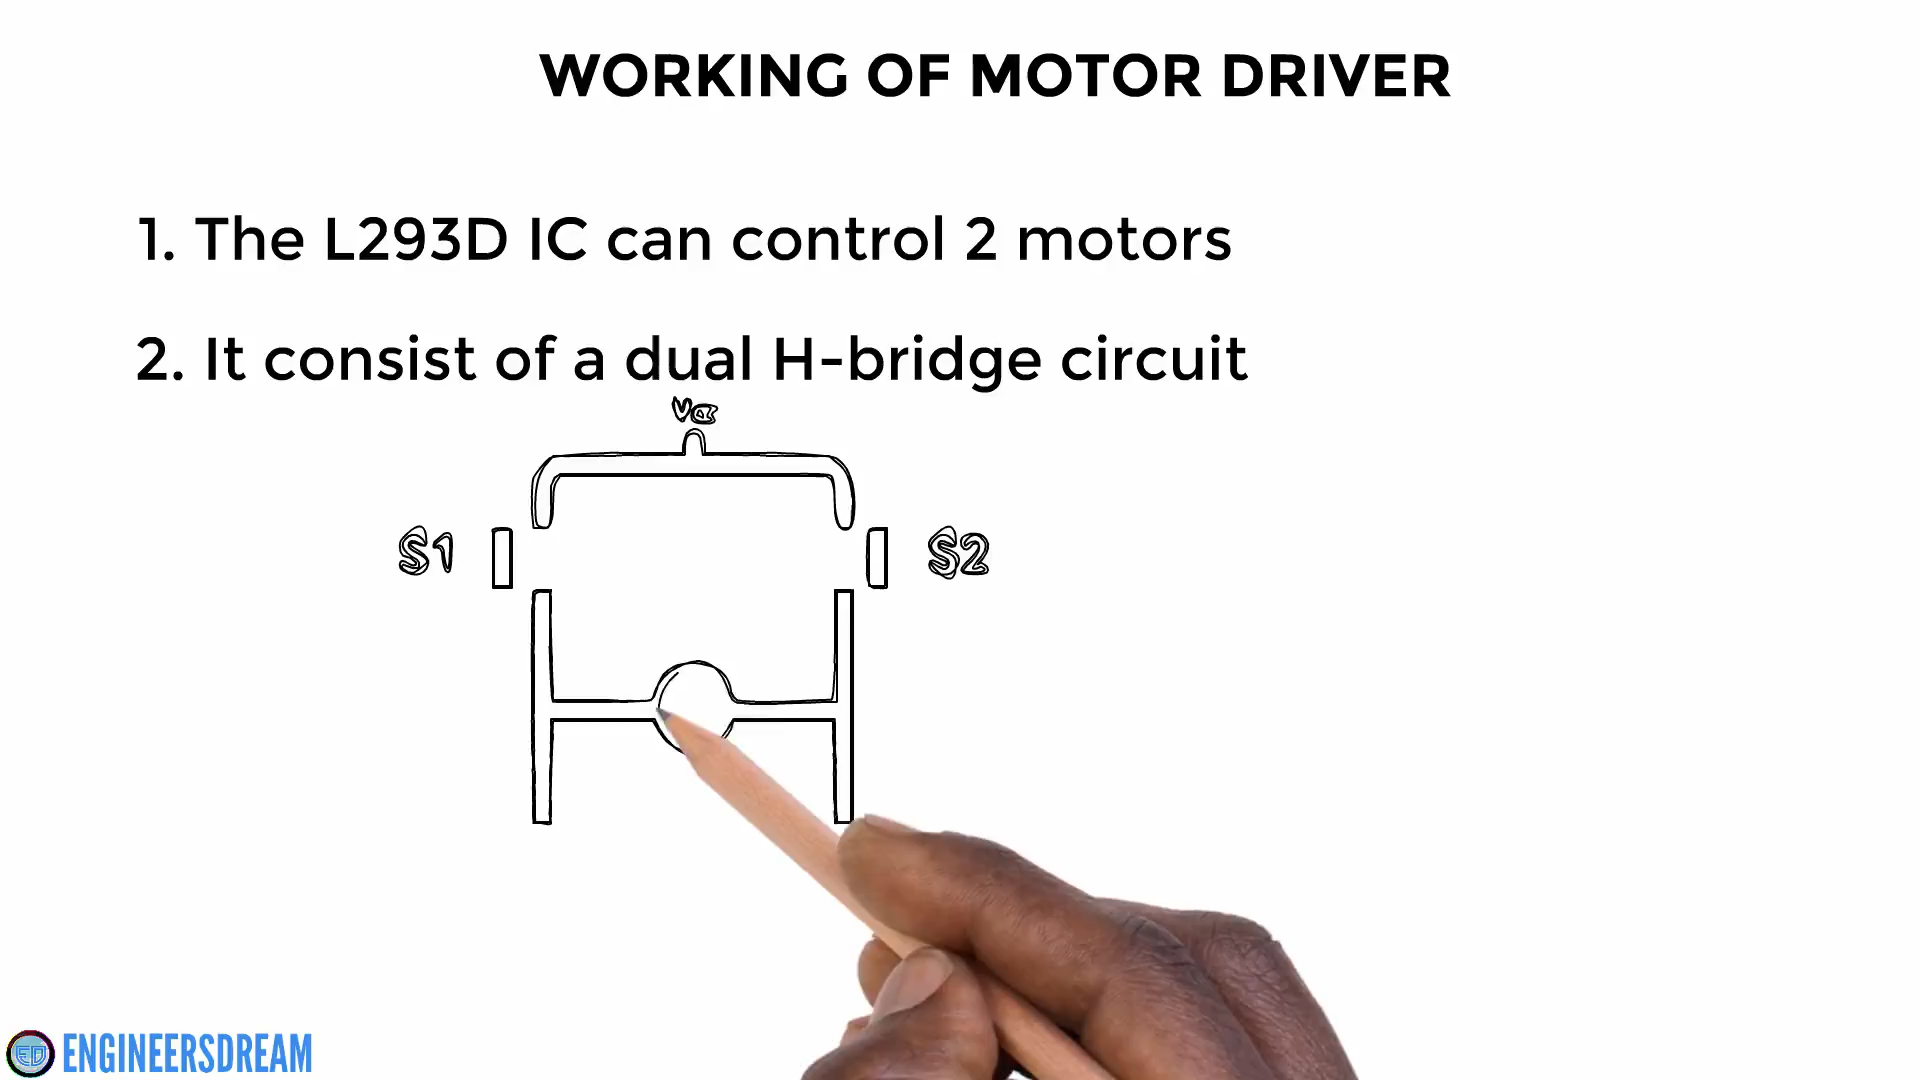 WORKING OF MOTOR DRIVER
1. The L293D IC can control 2 motors
2. It consist of a dual H-bridge circuit
S1
S2
ED ENGINEERSDREAM